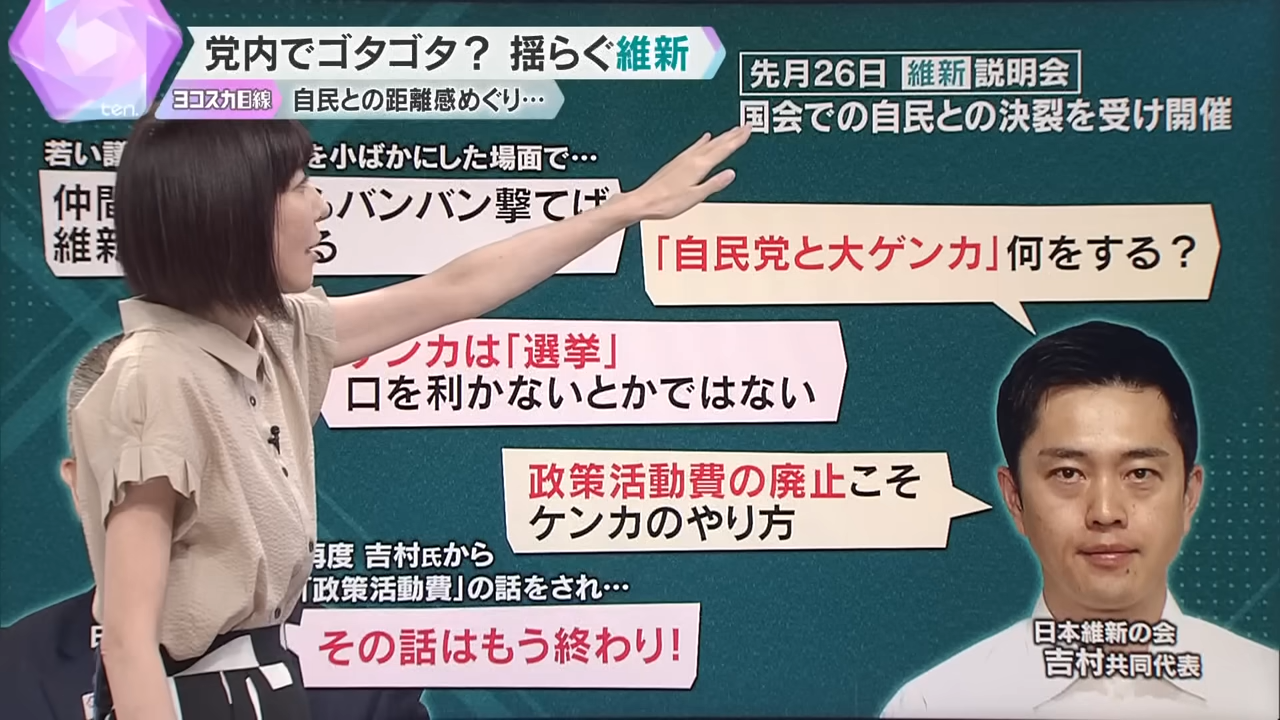 党内でゴタゴタ? 揺らぐ維新
ten.
ヨコスカ目線
自民との距離感めぐり…
先月26日 維新 説明会
国会での自民との決裂を受け開催
若い議
を小ばかにした場面で…
仲間
バンバン撃てば
維新
る
「自民党と大ゲンカ」何をする?
ケンカは「選挙」
口を利かないとかではない
政策活動費の廃止こそ
ケンカのやり方
再度 吉村氏から
「政策活動費」の話をされ…
その話はもう終わり!
日本維新の会
吉村共同代表